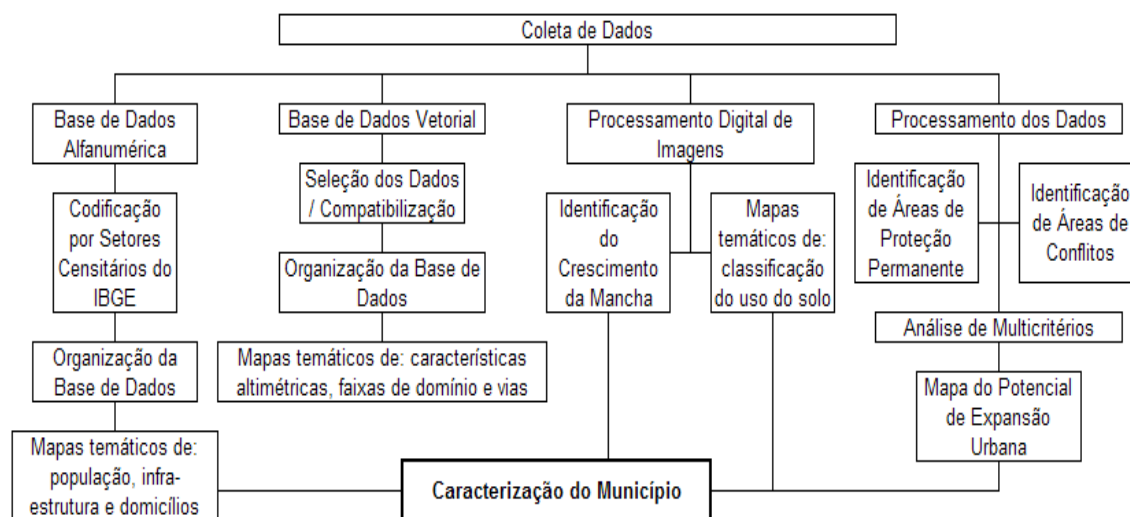 Coleta de Dados
Base de Dados
Alfanumérica
Base de Dados Vetorial
Processamento Digital de
Imagens
Processamento dos Dados
Codificação
por Setores
Censitários do
IBGE
Seleção dos Dados
/ Compatibilização
Organização da Base de
Dados
Identificação
do
Crescimento
da Mancha
Mapas
temáticos de:
classificação
do uso do solo
Identificação
de Áreas de
Proteção
Permanente
Identificação
de Áreas de
Conflitos
Análise de Multicritérios
Organização da
Base de Dados
Mapas temáticos de: características
altimétricas, faixas de domínio e vias
Mapa do Potencial
de Expansão
Urbana
Mapas temáticos de:
população, infra-
estrutura e domicílios
Caracterização do Município